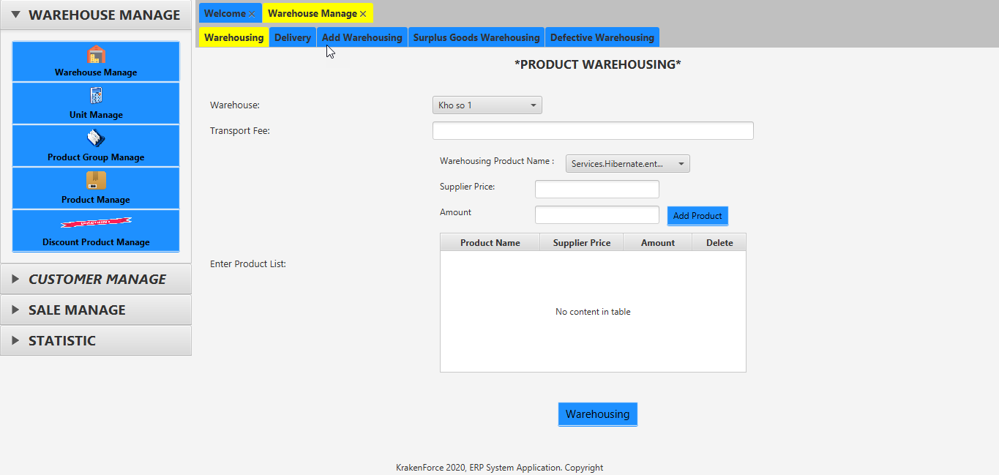 WAREHOUSE MANAGE
Warehouse Manage
Unit Manage
Product Group Manage
Product Manage
DISCOUNT
Discount Product Manage
CUSTOMER MANAGE
SALE MANAGE
STATISTIC
Welcome
Warehouse Manage
Warehousing
Delivery
Add Warehousing
Surplus Goods Warehousing
Defective Warehousing
*PRODUCT WAREHOUSING*
Warehouse:
Kho so 1
Transport Fee:
Warehousing Product Name :
Services.Hibernate.ent...
Supplier Price:
Amount
Add Product
Enter Product List:
Product Name
Supplier Price
Amount
Delete
No content in table
Warehousing
KrakenForce 2020, ERP System Application. Copyright